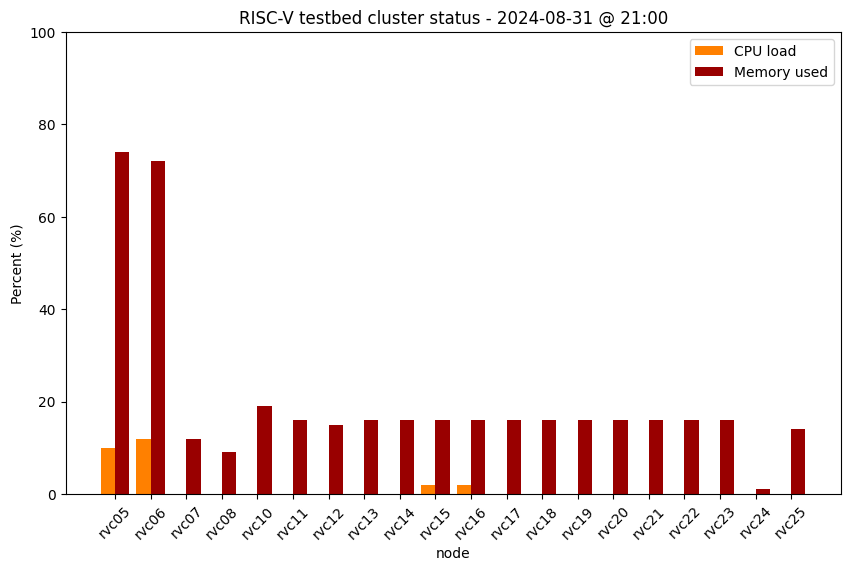 RISC-V testbed cluster status - 2024-08-31 @ 21:00
CPU load
Memory used
Percent (%)
100
80
60
40
20
0
rvc05
rvc06
rvc07
rvc08
rvc10
rvc11
rvc12
rvc13
rvc14
rvc15
rvc16
rvc17
rvc18
rvc19
rvc20
rvc21
rvc22
rvc23
rvc24
rvc25
node